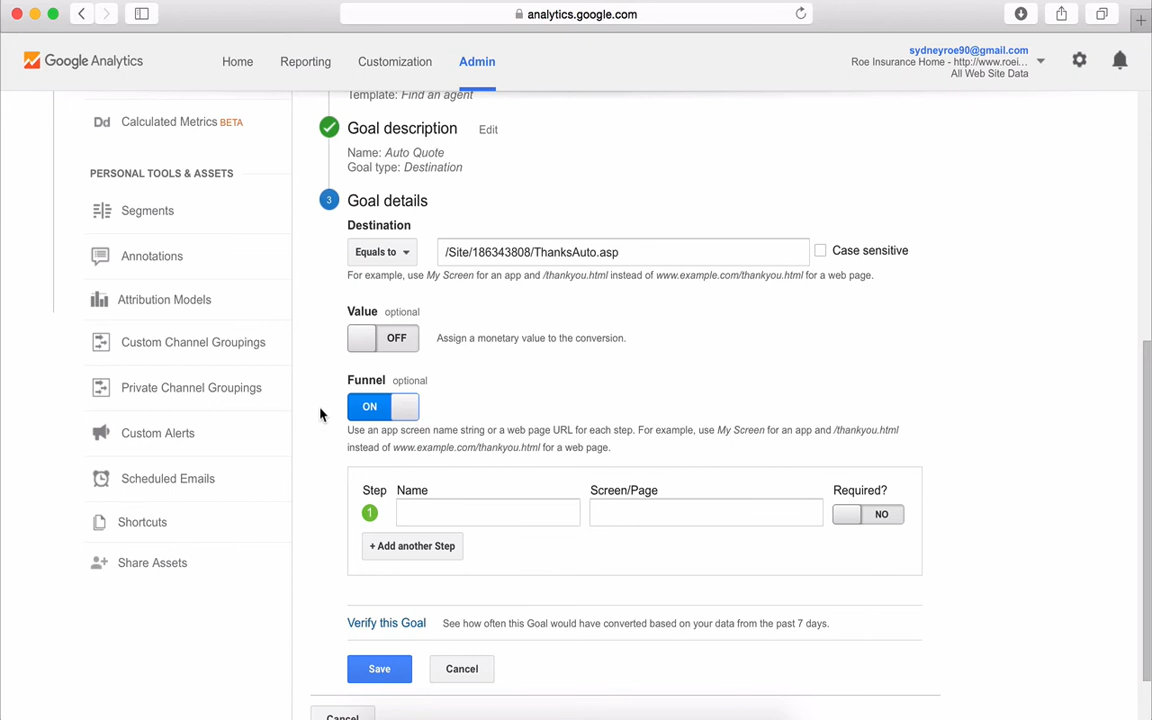 analytics.google.com
Google Analytics
Home
Reporting
Customization
Admin
sydneyroe90@gmail.com
Roe Insurance Home - http://www.roei...
All Web Site Data
Template: Find an agent
Dd Calculated Metrics BETA
Goal description Edit
Name: Auto Quote
Goal type: Destination
PERSONAL TOOLS & ASSETS
Segments
Annotations
Attribution Models
Custom Channel Groupings
Private Channel Groupings
Custom Alerts
Scheduled Emails
Shortcuts
Share Assets
3 Goal details
Destination
Equals to /Site/186343808/ThanksAuto.asp Case sensitive
For example, use My Screen for an app and /thankyou.html instead of www.example.com/thankyou.html for a web page.
Value optional
OFF Assign a monetary value to the conversion.
Funnel optional
ON
Use an app screen name string or a web page URL for each step. For example, use My Screen for an app and /thankyou.html
instead of www.example.com/thankyou.html for a web page.
Step Name Screen/Page Required?
1 NO
+ Add another Step
Verify this Goal See how often this Goal would have converted based on your data from the past 7 days.
Save Cancel
Cancel